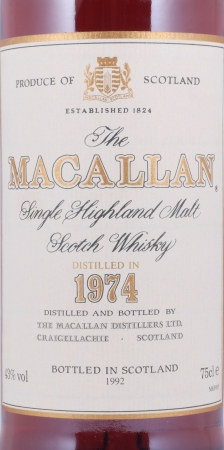 PRODUCE OF SCOTLAND
ESTABLISHED 1824
The
MACALLAN
Single Highland Malt
Scotch Whisky
DISTILLED IN
1974
DISTILLED AND BOTTLED BY
THE MACALLAN DISTILLERS LTD.
CRAIGELLACHIE · SCOTLAND
BOTTLED IN SCOTLAND
43% vol 1992 75cl e